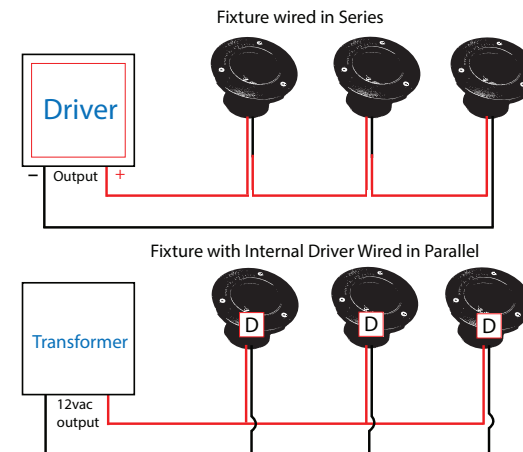 Fixture wired in Series
Driver
– Output +
Fixture with Internal Driver Wired in Parallel
D D D
Transformer
12vac
output